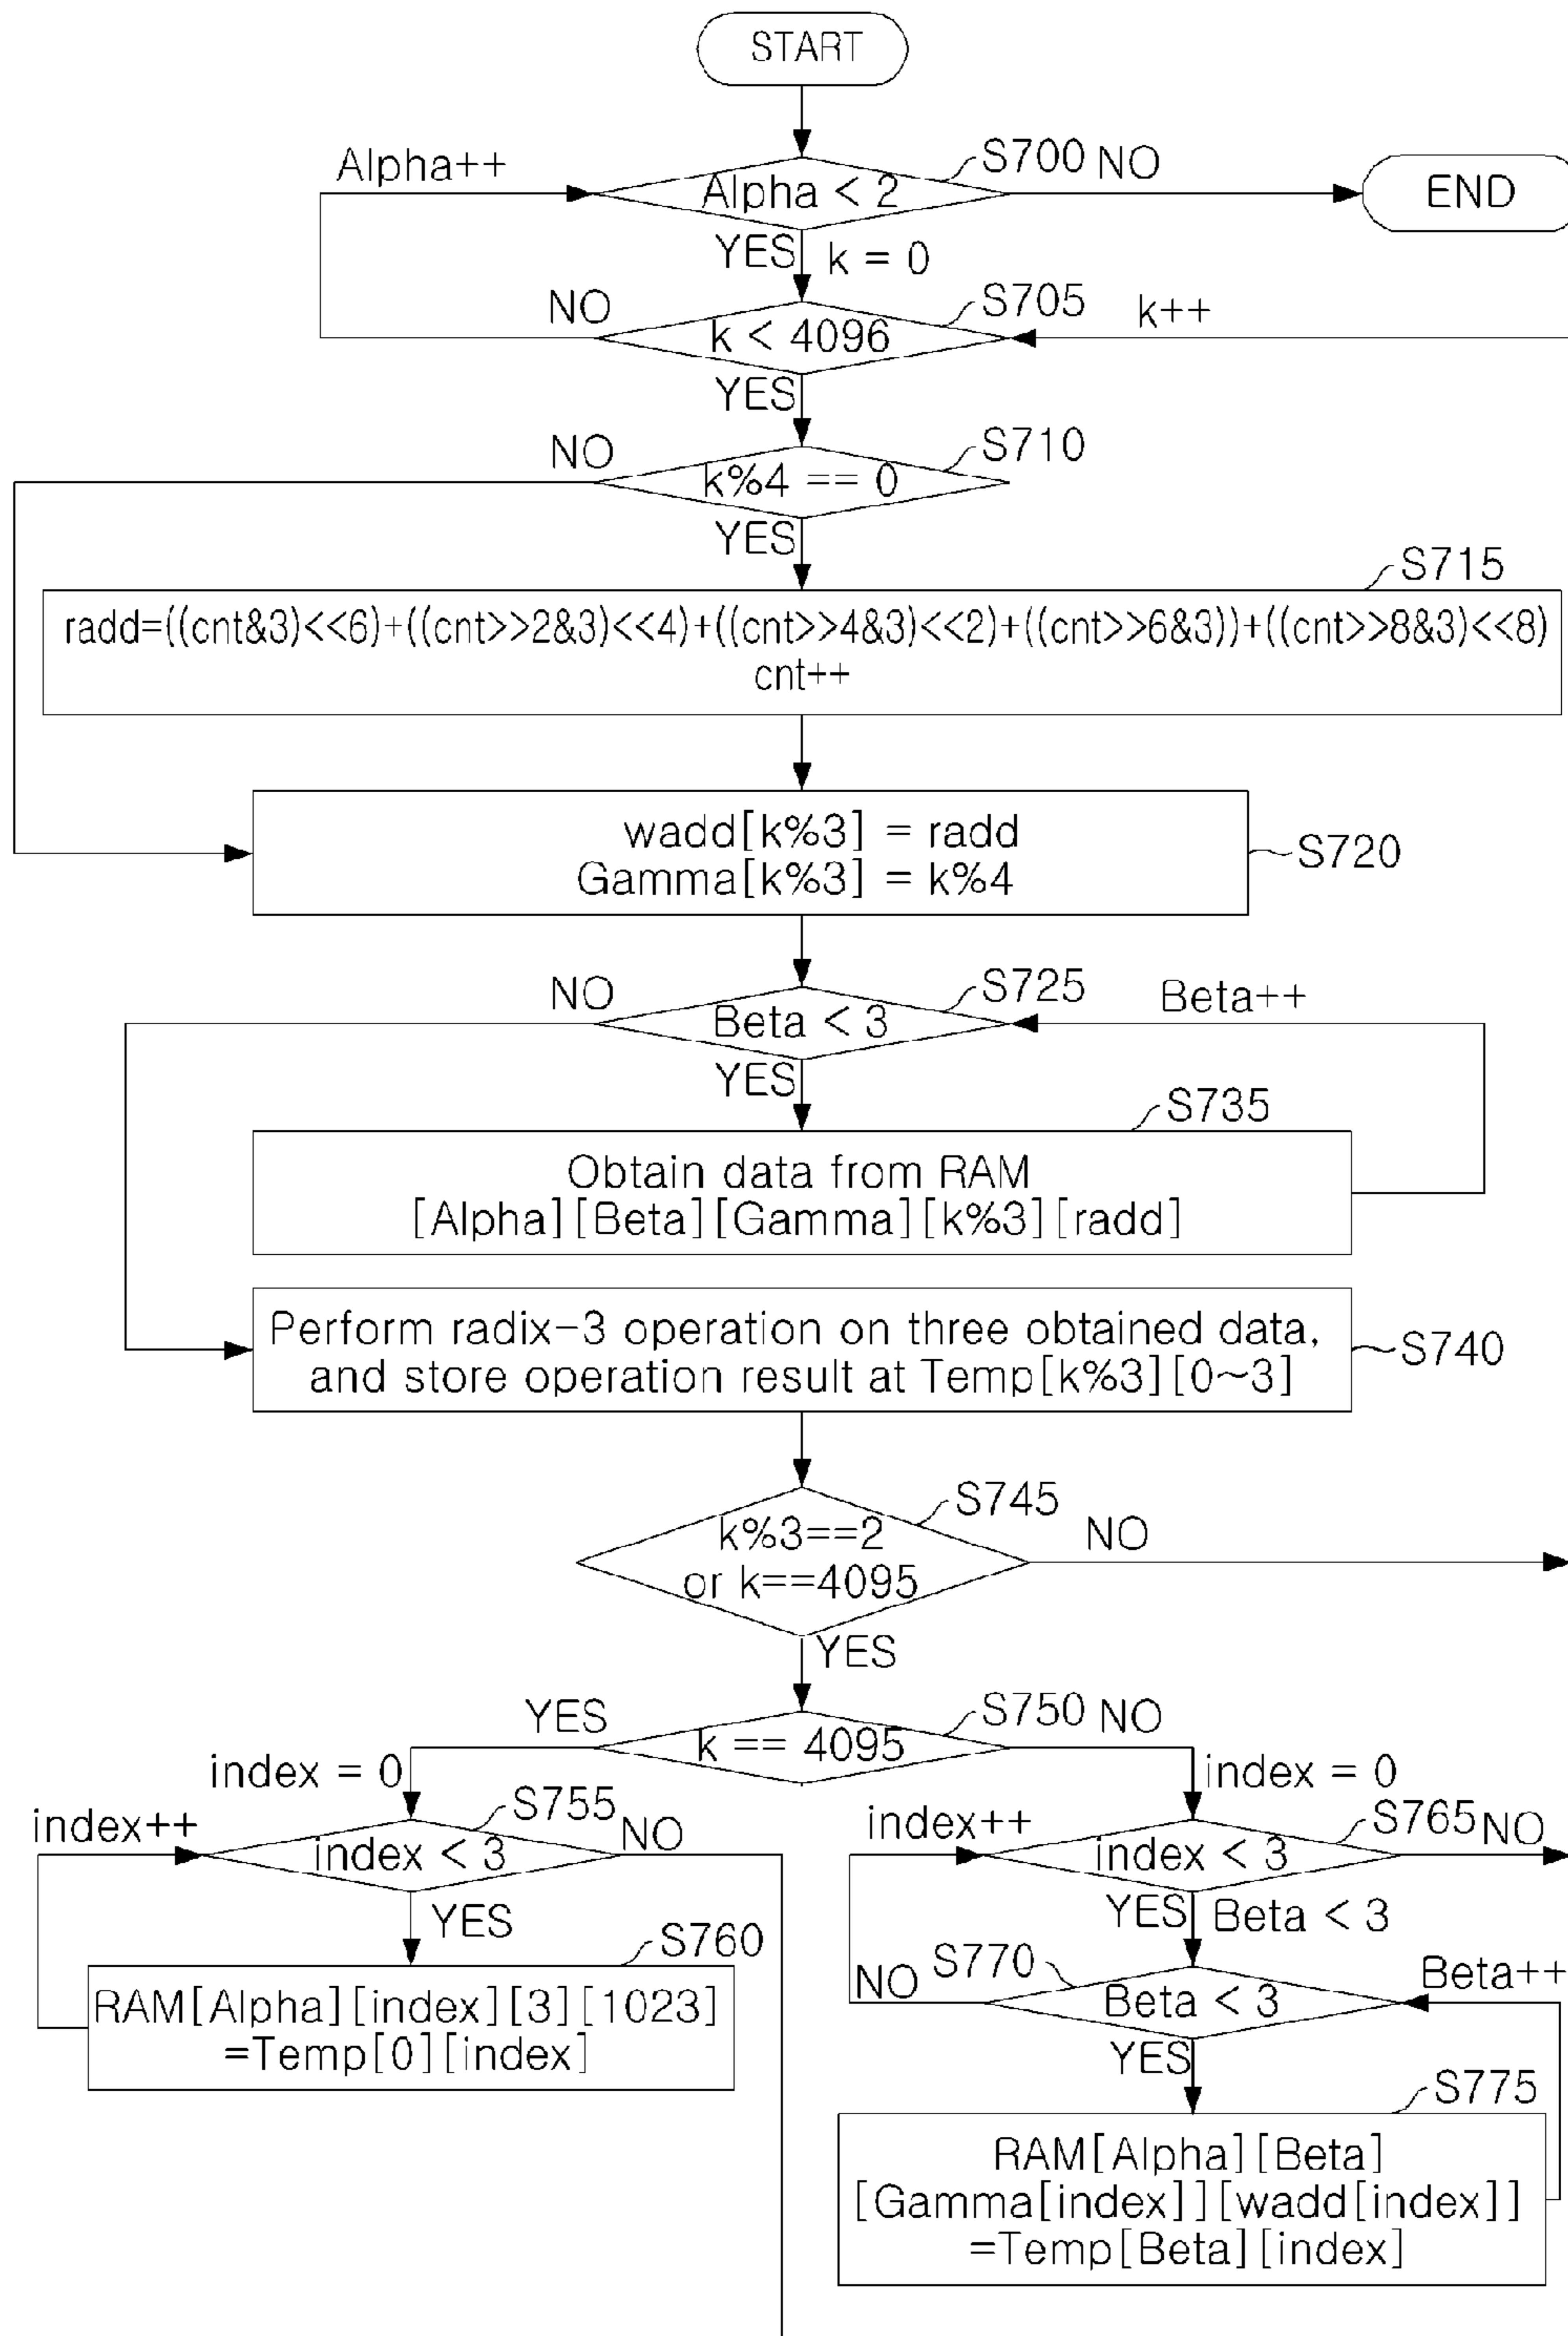 START
Alpha++
S700 NO
Alpha < 2
END
YES
k = 0
NO
S705
k++
k < 4096
YES
NO
S710
k%4 == 0
YES
S715
radd=((cnt&3)<<6)+((cnt>>2&3)<<4)+((cnt>>4&3)<<2)+((cnt>>6&3))+((cnt>>8&3)<<8)
cnt++
wadd[k%3] = radd
Gamma[k%3] = k%4
S720
NO
S725
Beta++
Beta < 3
YES
S735
Obtain data from RAM
[Alpha][Beta][Gamma][k%3][radd]
Perform radix-3 operation on three obtained data,
and store operation result at Temp[k%3][0~3]
S740
S745
NO
k%3==2
or k==4095
YES
YES
S750 NO
k == 4095
index = 0
index = 0
index++
S755
NO
index < 3
index++
S765 NO
index < 3
YES
YES
Beta < 3
S760
RAM[Alpha][index][3][1023]
=Temp[0][index]
S770
NO
Beta++
Beta < 3
YES
S775
RAM[Alpha][Beta]
[Gamma[index]][wadd[index]]
=Temp[Beta][index]